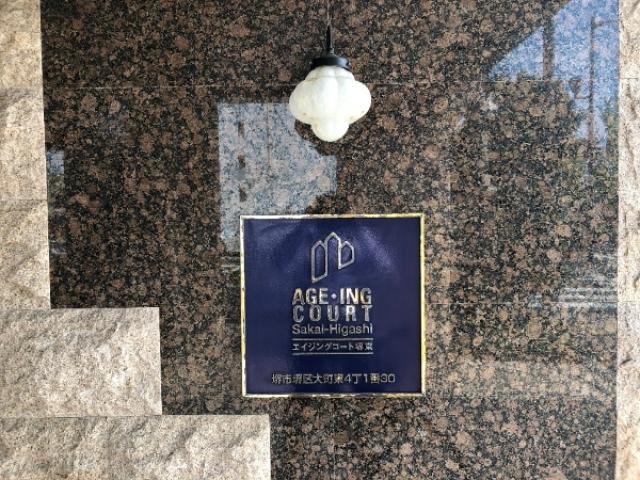 AGE・ING
COURT
Sakai-Higashi
エイジングコート堺東
堺市堺区大町東4丁1番30